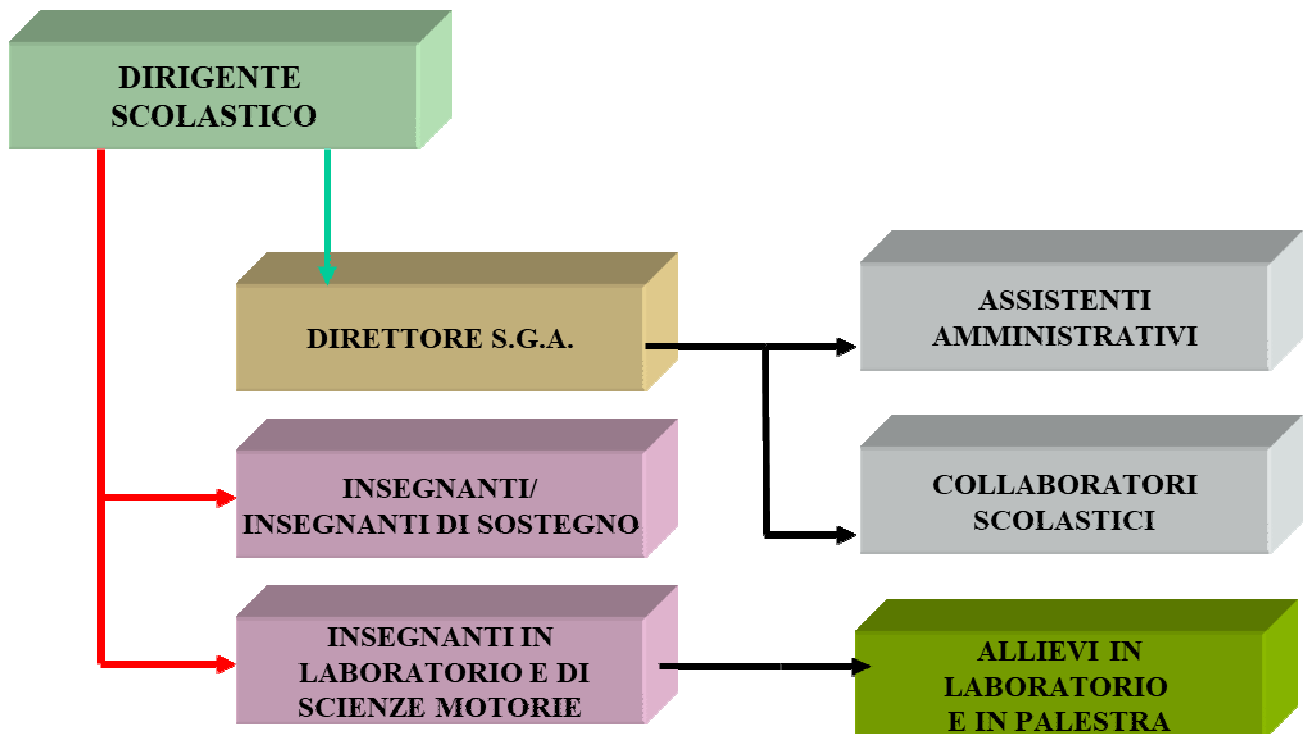 DIRIGENTE
SCOLASTICO
DIRETTORE S.G.A.
ASSISTENTI
AMMINISTRATIVI
INSEGNANTI/
INSEGNANTI DI SOSTEGNO
COLLABORATORI
SCOLASTICI
INSEGNANTI IN
LABORATORIO E DI
SCIENZE MOTORIE
ALLIEVI IN
LABORATORIO
E IN PALESTRA